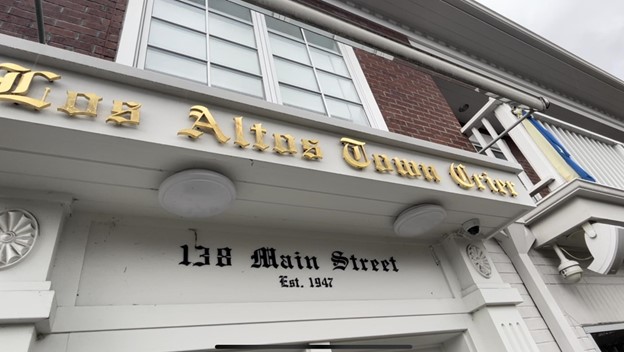 Los Altos Town Crier
138 Main Street
Est. 1947